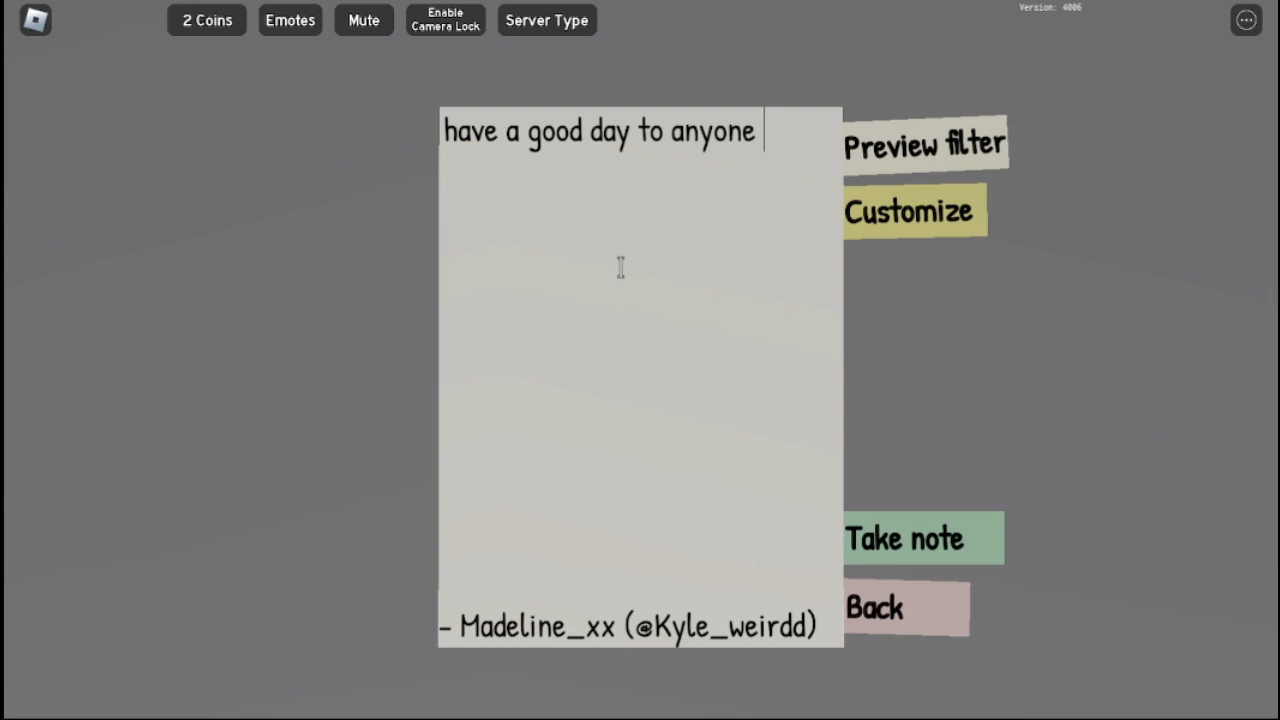 2 Coins
Emotes
Mute
Enable
Camera Lock
Server Type
Version: 4006
have a good day to anyone
Preview filter
Customize
Take note
Back
- Madeline_xx (@Kyle_weirdd)